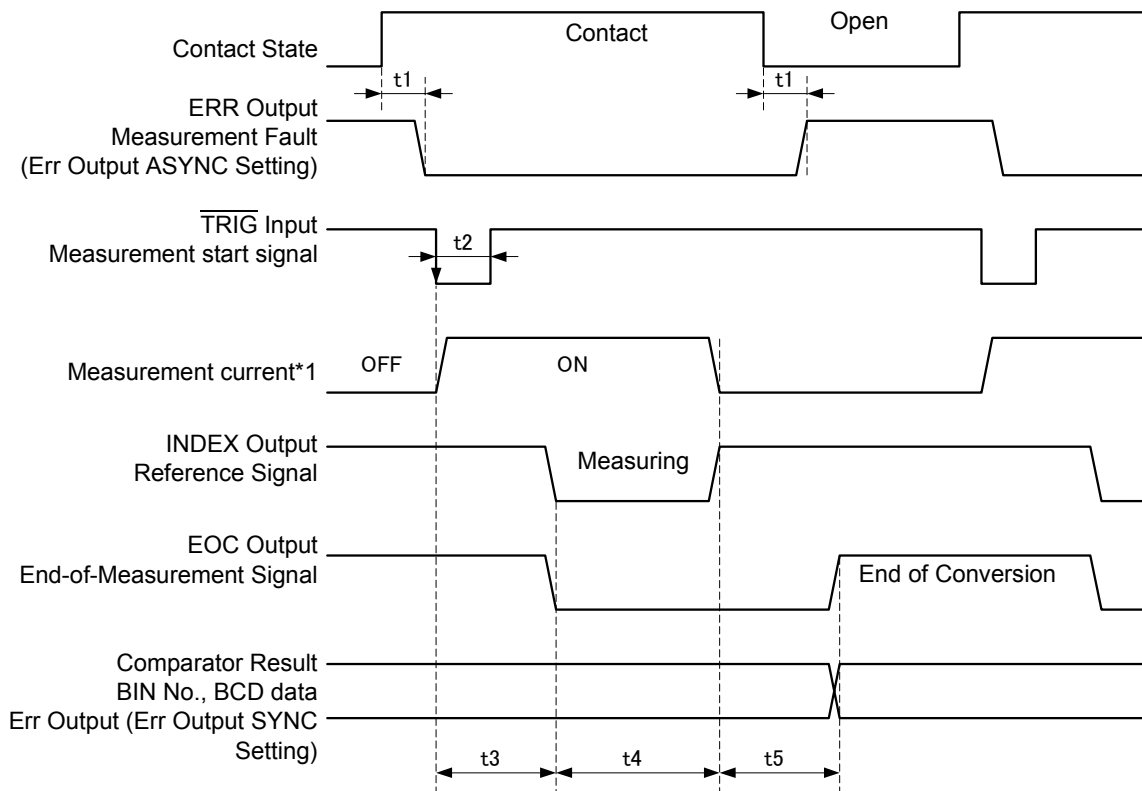 Contact State
Contact
Open
t1
t1
ERR Output
Measurement Fault
(Err Output ASYNC Setting)
TRIG Input
Measurement start signal
t2
Measurement current*1
OFF
ON
INDEX Output
Reference Signal
Measuring
EOC Output
End-of-Measurement Signal
End of Conversion
Comparator Result
BIN No., BCD data
Err Output (Err Output SYNC
Setting)
t3
t4
t5